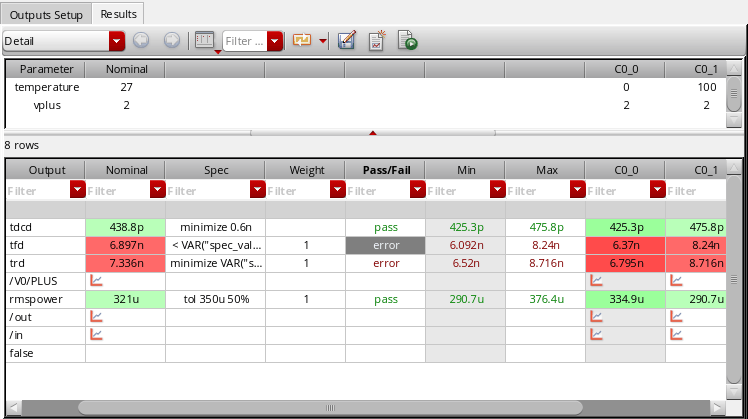 Outputs Setup Results
Detail Filter ...
Parameter Nominal C0_0 C0_1
temperature 27 0 100
vplus 2 2 2
8 rows
Output Nominal Spec Weight Pass/Fail Min Max C0_0 C0_1
Filter Filter Filter Filter Filter Filter Filter Filter Filter
tdcd 438.8p minimize 0.6n pass 425.3p 475.8p 425.3p 475.8p
tfd 6.897n < VAR("spec_val... 1 error 6.092n 8.24n 6.37n 8.24n
trd 7.336n minimize VAR("s... 1 error 6.52n 8.716n 6.795n 8.716n
/V0/PLUS
rmspower 321u tol 350u 50% 1 pass 290.7u 376.4u 334.9u 290.7u
/out
/in
false